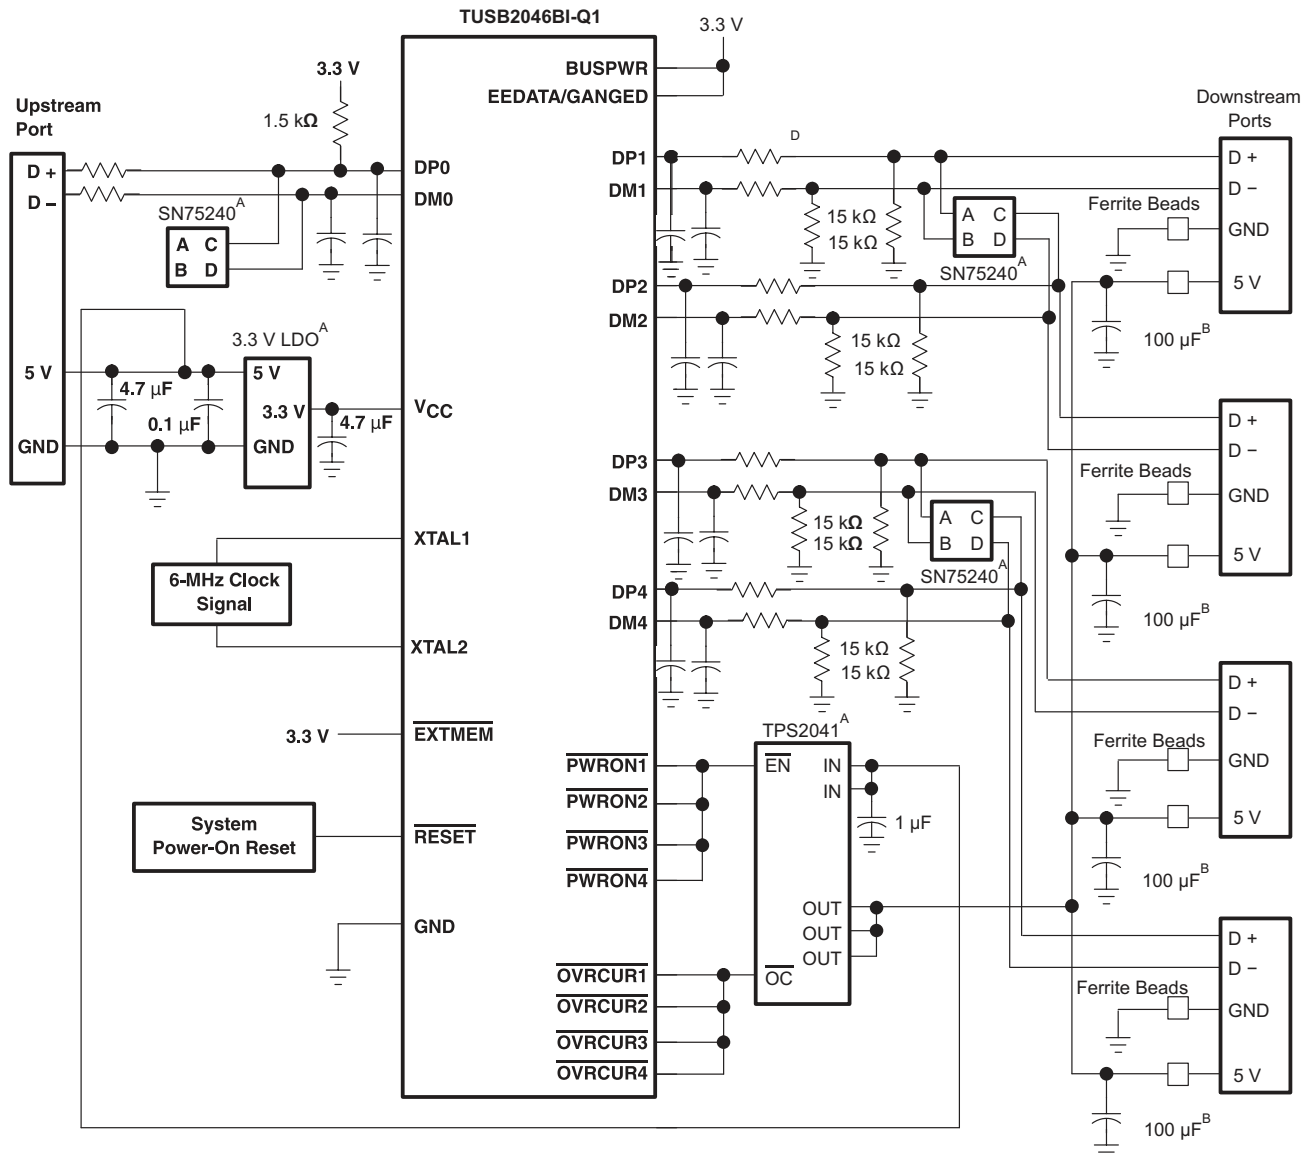 TUSB2046BI-Q1
3.3 V
BUSPWR
EEDATA/GANGED
3.3 V
1.5 kΩ
Upstream
Port
D +
D −
DP0
DM0
SN75240A
A C
B D
3.3 V LDOA
5 V
4.7 µF
0.1 µF
5 V
3.3 V
GND
GND
4.7 µF
VCC
XTAL1
6-MHz Clock
Signal
XTAL2
3.3 V
EXTMEM
System
Power-On Reset
RESET
GND
DP1
DM1
D
15 kΩ
15 kΩ
A C
B D
SN75240A
DP2
DM2
15 kΩ
15 kΩ
DP3
DM3
15 kΩ
15 kΩ
A C
B D
SN75240A
DP4
DM4
15 kΩ
15 kΩ
PWRON1
PWRON2
PWRON3
PWRON4
OVRCUR1
OVRCUR2
OVRCUR3
OVRCUR4
TPS2041A
EN
IN
IN
1 µF
OUT
OUT
OUT
OC
Downstream
Ports
D +
D −
Ferrite Beads
GND
5 V
100 µFB
D +
D −
Ferrite Beads
GND
5 V
100 µFB
D +
D −
Ferrite Beads
GND
5 V
100 µFB
D +
D −
Ferrite Beads
GND
5 V
100 µFB